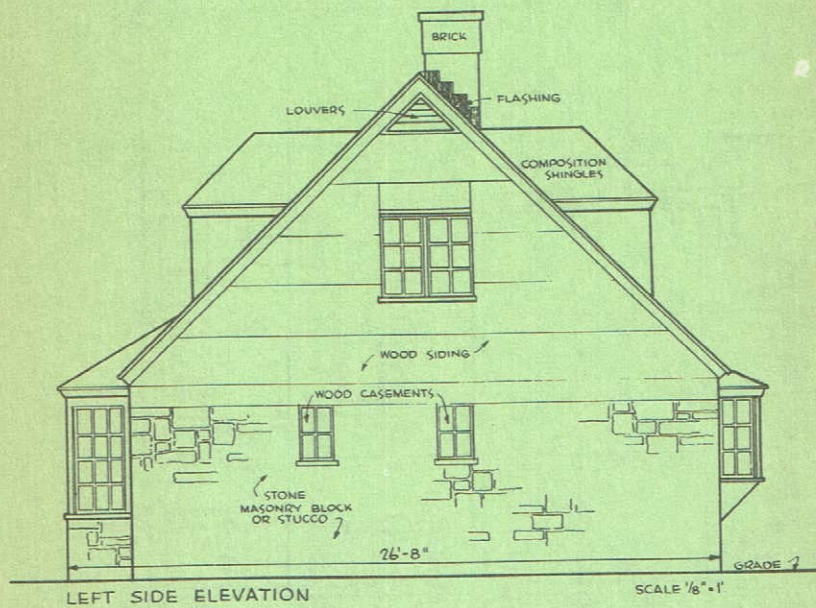 BRICK
LOUVERS
FLASHING
COMPOSITION
SHINGLES
WOOD SIDING
WOOD CASEMENTS
STONE
MASONRY BLOCK
OR STUCCO
26'-8"
GRADE
LEFT SIDE ELEVATION
SCALE 1/8"=1'